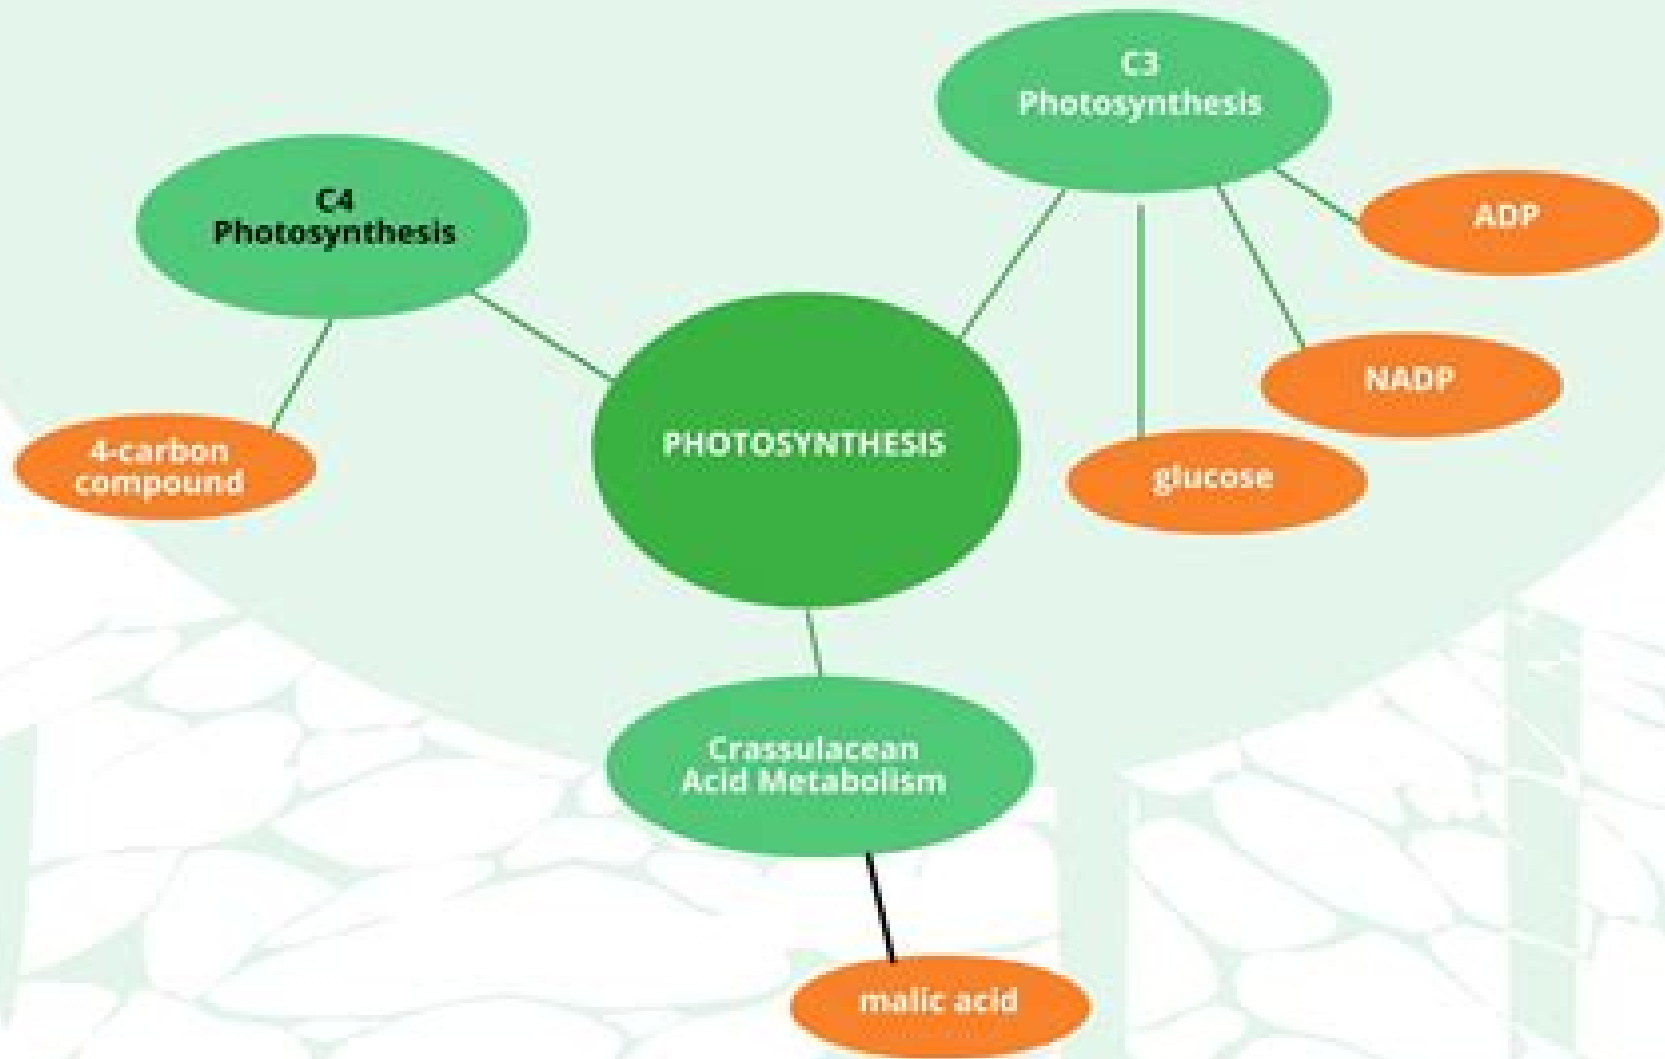 C3
Photosynthesis
C4
Photosynthesis
ADP
NADP
PHOTOSYNTHESIS
4-carbon
compound
glucose
Crassulacean
Acid Metabolism
malic acid